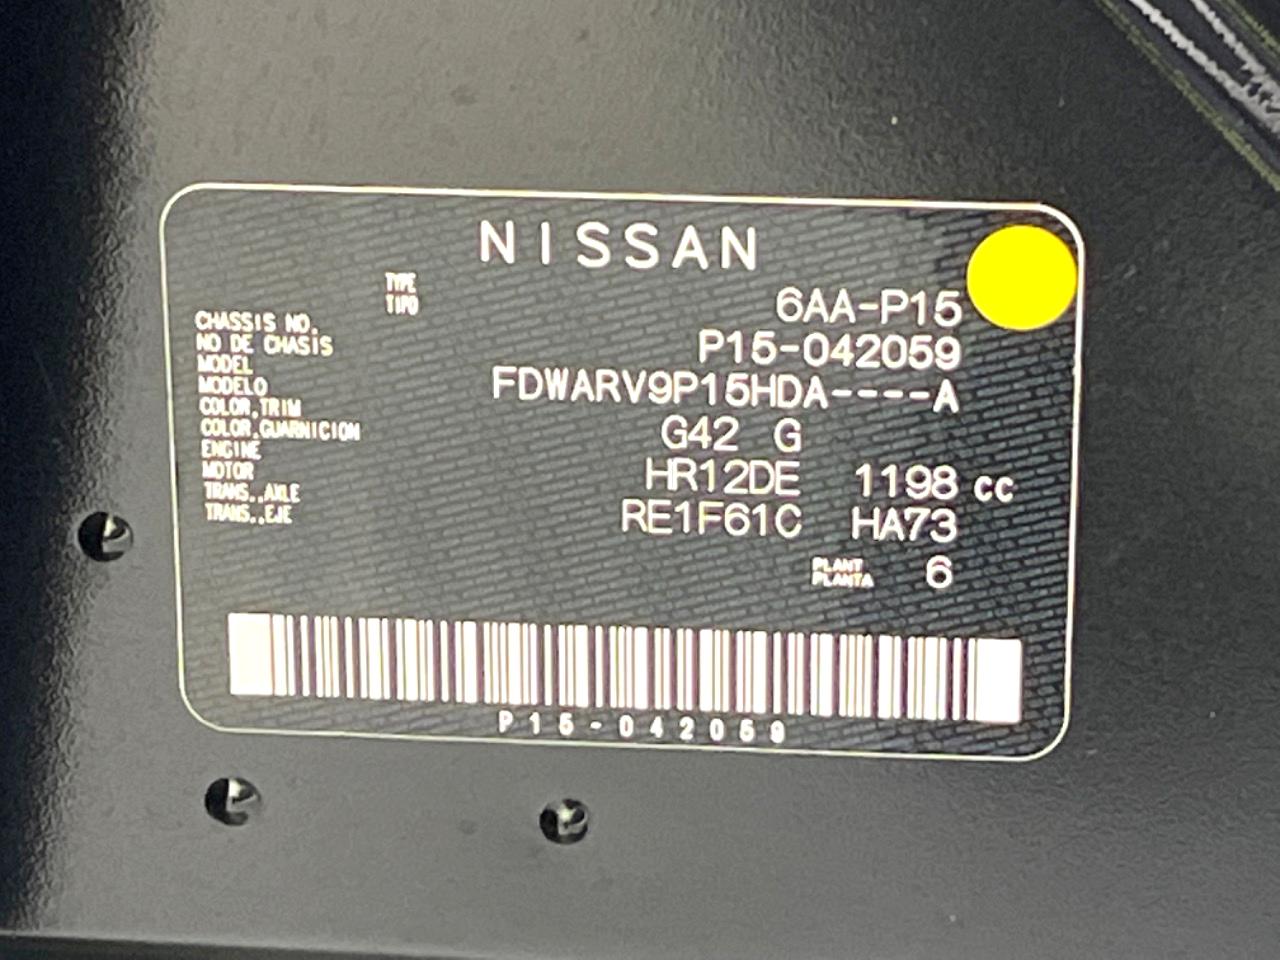 NISSAN
TYPE
TIPO
6AA-P15
CHASSIS NO.
NO DE CHASIS
P15-042059
MODEL
MODELO
FDWARV9P15HDA----A
COLOR,TRIM
COLOR,GUARNICION
G42 G
ENGINE
MOTOR
HR12DE 1198 cc
TRANS.,AXLE
TRANS.,EJE
RE1F61C HA73
PLANT
PLANTA
6
P15-042059